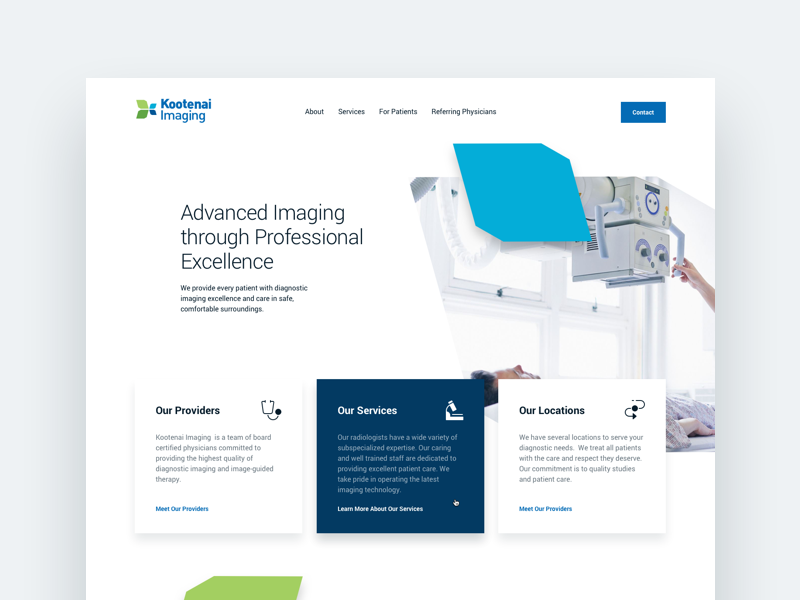 Kootenai
Imaging
About Services For Patients Referring Physicians
Contact
Advanced Imaging
through Professional
Excellence
We provide every patient with diagnostic
imaging excellence and care in safe,
comfortable surroundings.
Our Providers
Kootenai Imaging is a team of board
certified physicians committed to
providing the highest quality of
diagnostic imaging and image-guided
therapy.
Meet Our Providers
Our Services
Our radiologists have a wide variety of
subspecialized expertise. Our caring
and well trained staff are dedicated to
providing excellent patient care. We
take pride in operating the latest
imaging technology.
Learn More About Our Services
Our Locations
We have several locations to serve your
diagnostic needs. We treat all patients
with the care and respect they deserve.
Our commitment is to quality studies
and patient care.
Meet Our Providers